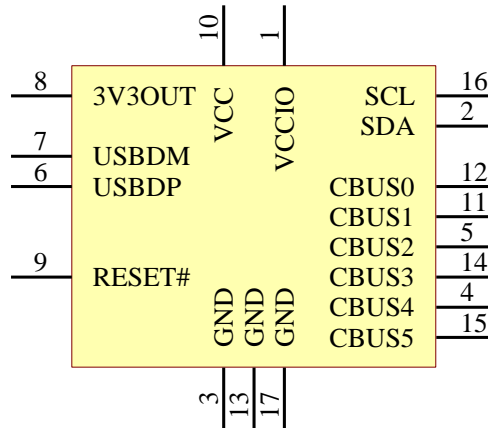 10 1
8 3V3OUT VCC VCCIO SCL 16
SDA 2
7 USBDM
6 USBDP CBUS0 12
CBUS1 11
CBUS2 5
9 RESET# CBUS3 14
GND GND GND CBUS4 4
CBUS5 15
3 13 17